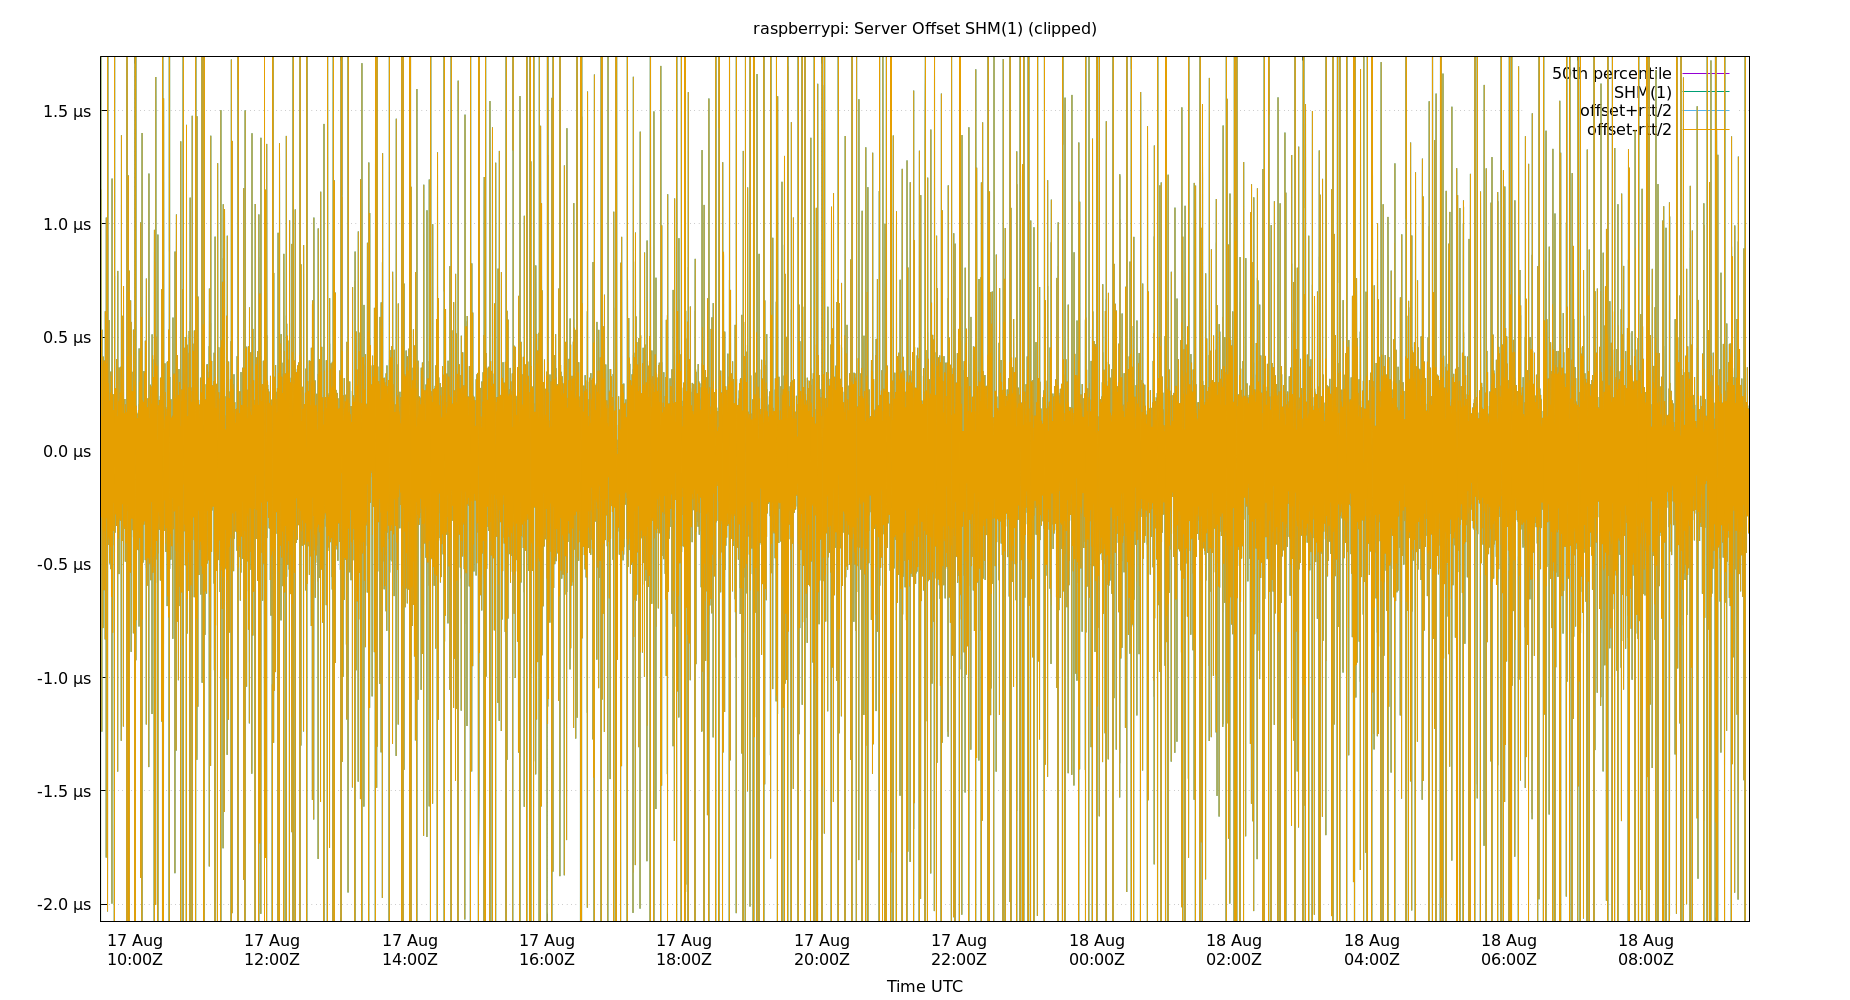 raspberrypi: Server Offset SHM(1) (clipped)
50th percentile
SHM(1)
offset+rtt/2
offset-rtt/2
1.5 µs
1.0 µs
0.5 µs
0.0 µs
-0.5 µs
-1.0 µs
-1.5 µs
-2.0 µs
17 Aug 17 Aug 17 Aug 17 Aug 17 Aug 17 Aug 17 Aug 18 Aug 18 Aug 18 Aug 18 Aug 18 Aug
10:00Z 12:00Z 14:00Z 16:00Z 18:00Z 20:00Z 22:00Z 00:00Z 02:00Z 04:00Z 06:00Z 08:00Z
Time UTC